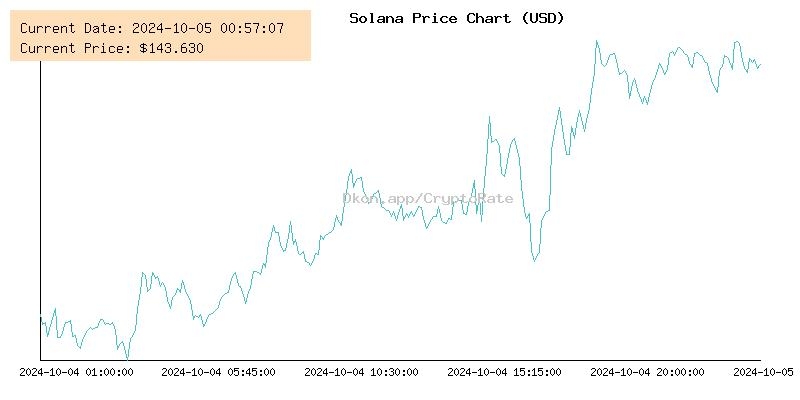 Solana Price Chart (USD)
Current Date: 2024-10-05 00:57:07
Current Price: $143.630
Dkon.app/CryptoRate
2024-10-04 01:00:00 2024-10-04 05:45:00 2024-10-04 10:30:00 2024-10-04 15:15:00 2024-10-04 20:00:00 2024-10-05